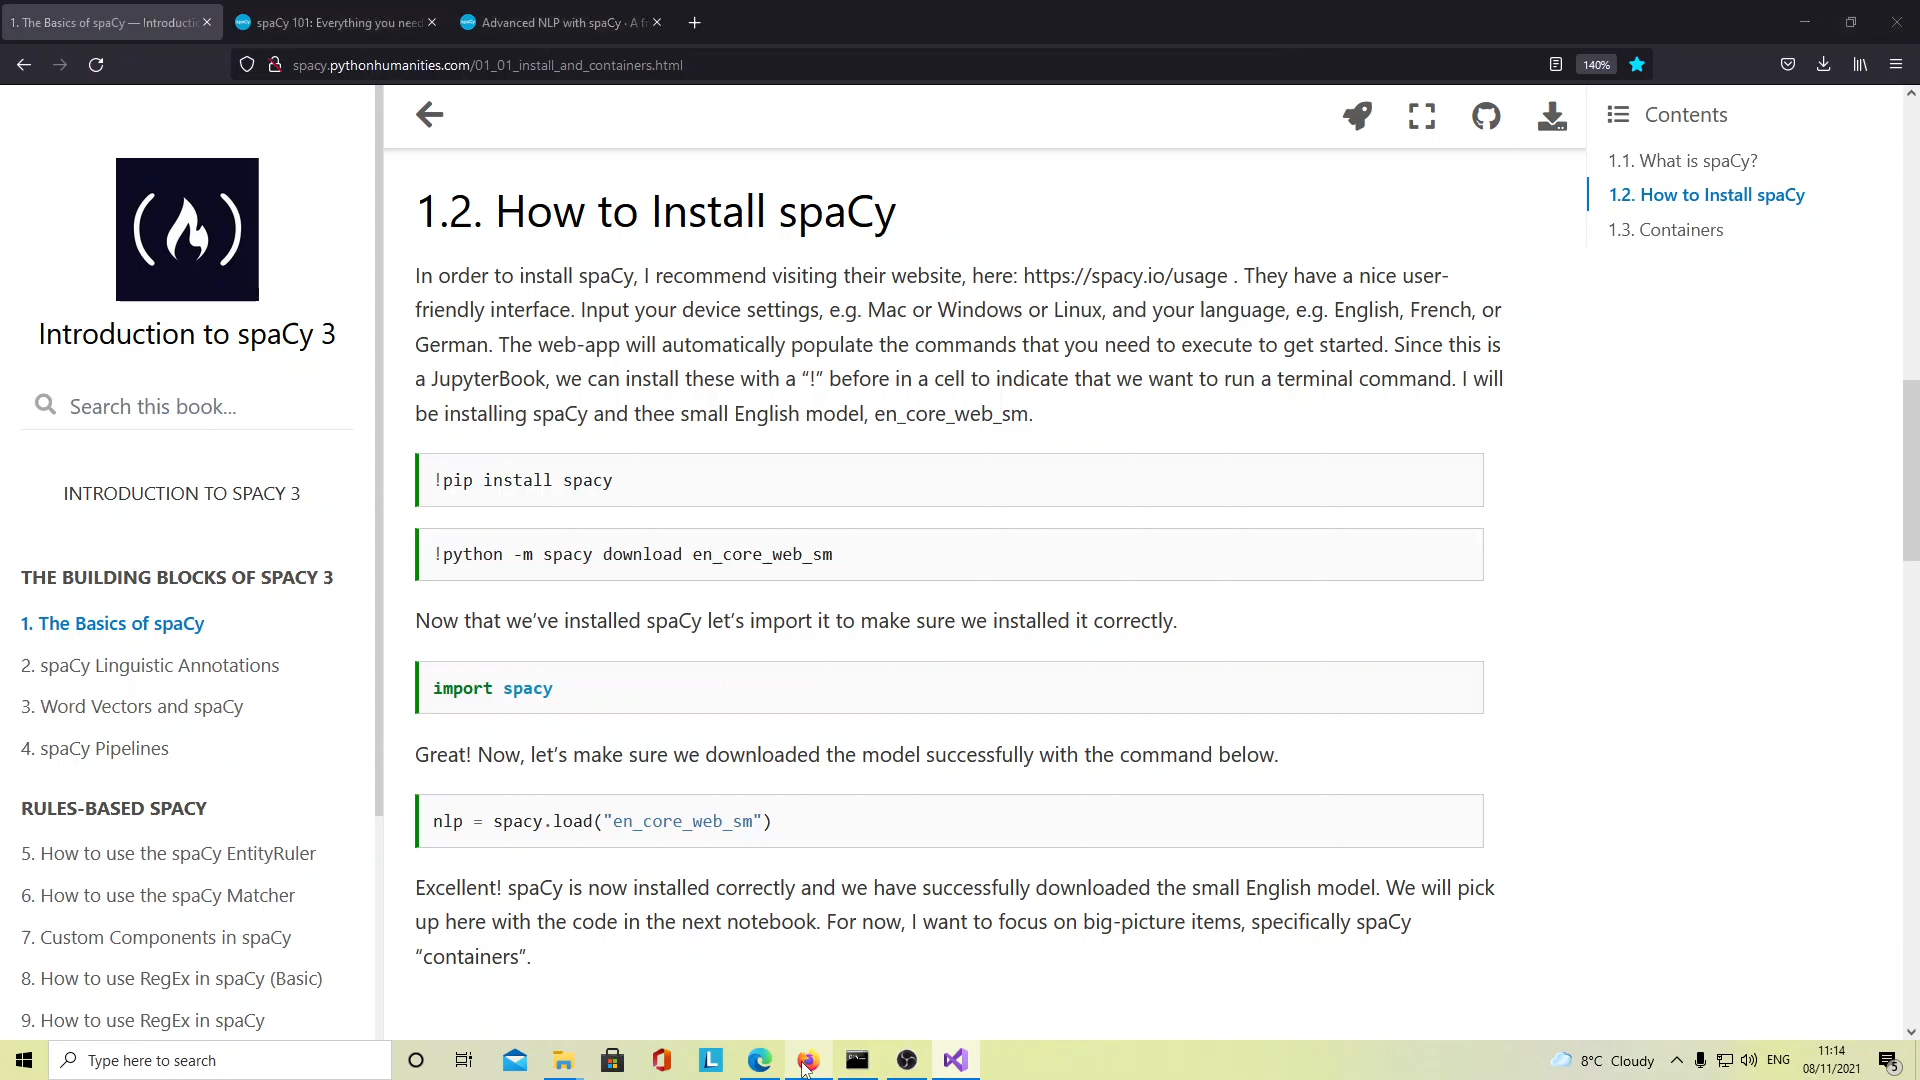 1. The Basics of spaCy — Introductio
spaCy 101: Everything you need
Advanced NLP with spaCy · A fr
spacy.pythonhumanities.com/01_01_install_and_containers.html
140%
Introduction to spaCy 3
Search this book...
INTRODUCTION TO SPACY 3
THE BUILDING BLOCKS OF SPACY 3
1. The Basics of spaCy
2. spaCy Linguistic Annotations
3. Word Vectors and spaCy
4. spaCy Pipelines
RULES-BASED SPACY
5. How to use the spaCy EntityRuler
6. How to use the spaCy Matcher
7. Custom Components in spaCy
8. How to use RegEx in spaCy (Basic)
9. How to use RegEx in spaCy
1.2. How to Install spaCy
In order to install spaCy, I recommend visiting their website, here: https://spacy.io/usage . They have a nice user-
friendly interface. Input your device settings, e.g. Mac or Windows or Linux, and your language, e.g. English, French, or
German. The web-app will automatically populate the commands that you need to execute to get started. Since this is
a JupyterBook, we can install these with a “!” before in a cell to indicate that we want to run a terminal command. I will
be installing spaCy and thee small English model, en_core_web_sm.
!pip install spacy
!python -m spacy download en_core_web_sm
Now that we’ve installed spaCy let’s import it to make sure we installed it correctly.
import spacy
Great! Now, let’s make sure we downloaded the model successfully with the command below.
nlp = spacy.load("en_core_web_sm")
Excellent! spaCy is now installed correctly and we have successfully downloaded the small English model. We will pick
up here with the code in the next notebook. For now, I want to focus on big-picture items, specifically spaCy
“containers”.
Contents
1.1. What is spaCy?
1.2. How to Install spaCy
1.3. Containers
Type here to search
L
8°C Cloudy
ENG
11:14
08/11/2021
5